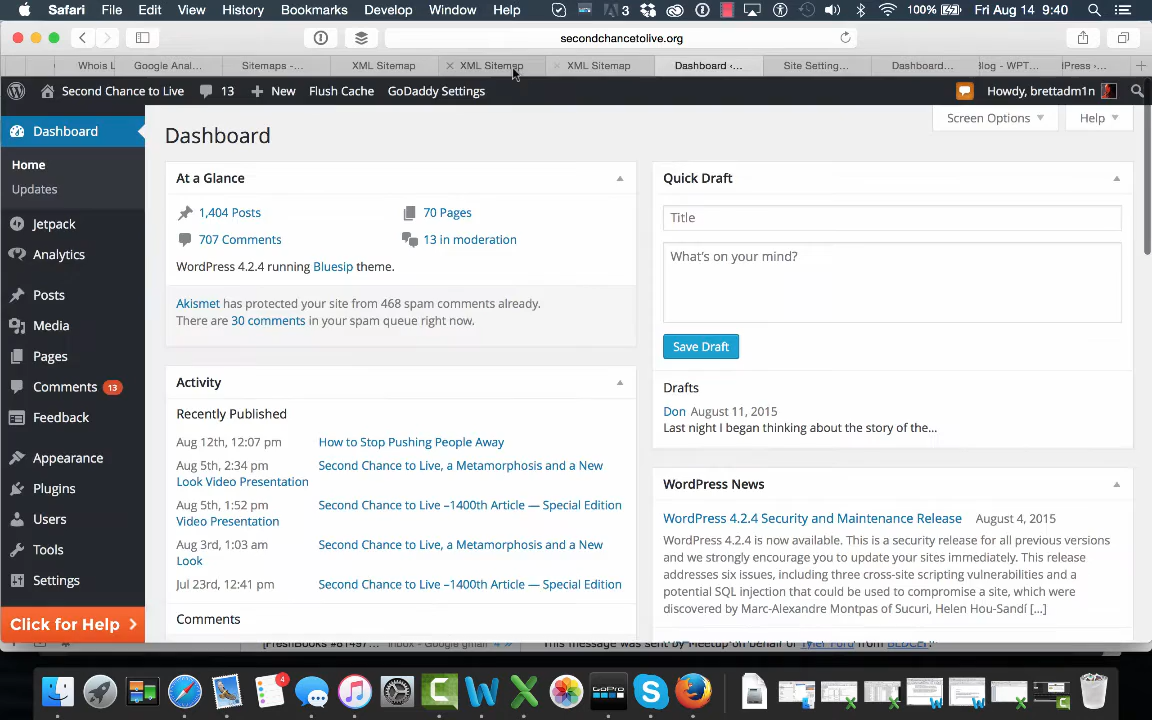 Safari File Edit View History Bookmarks Develop Window Help 3 100% Fri Aug 14 9:40
secondchancetolive.org
Whois L Google Anal... Sitemaps -... XML Sitemap XML Sitemap XML Sitemap Dashboard ‹... Site Setting... Dashboard... Blog - WPT... Press ‹...
Second Chance to Live 13 New Flush Cache GoDaddy Settings Howdy, brettadm1n
Dashboard
Home
Updates
Jetpack
Analytics
Posts
Media
Pages
Comments 13
Feedback
Appearance
Plugins
Users
Tools
Settings
Click for Help
Screen Options Help
Dashboard
At a Glance
1,404 Posts 70 Pages
707 Comments 13 in moderation
WordPress 4.2.4 running Bluesip theme.
Akismet has protected your site from 468 spam comments already.
There are 30 comments in your spam queue right now.
Activity
Recently Published
Aug 12th, 12:07 pm How to Stop Pushing People Away
Aug 5th, 2:34 pm Second Chance to Live, a Metamorphosis and a New
Look Video Presentation
Aug 5th, 1:52 pm Second Chance to Live –1400th Article — Special Edition
Video Presentation
Aug 3rd, 1:03 am Second Chance to Live, a Metamorphosis and a New
Look
Jul 23rd, 12:41 pm Second Chance to Live –1400th Article — Special Edition
Comments
Quick Draft
Title
What's on your mind?
Save Draft
Drafts
Don August 11, 2015
Last night I began thinking about the story of the...
WordPress News
WordPress 4.2.4 Security and Maintenance Release August 4, 2015
WordPress 4.2.4 is now available. This is a security release for all previous versions
and we strongly encourage you to update your sites immediately. This release
addresses six issues, including three cross-site scripting vulnerabilities and a
potential SQL injection that could be used to compromise a site, which were
discovered by Marc-Alexandre Montpas of Sucuri, Helen Hou-Sandí [...]
4
GoPro